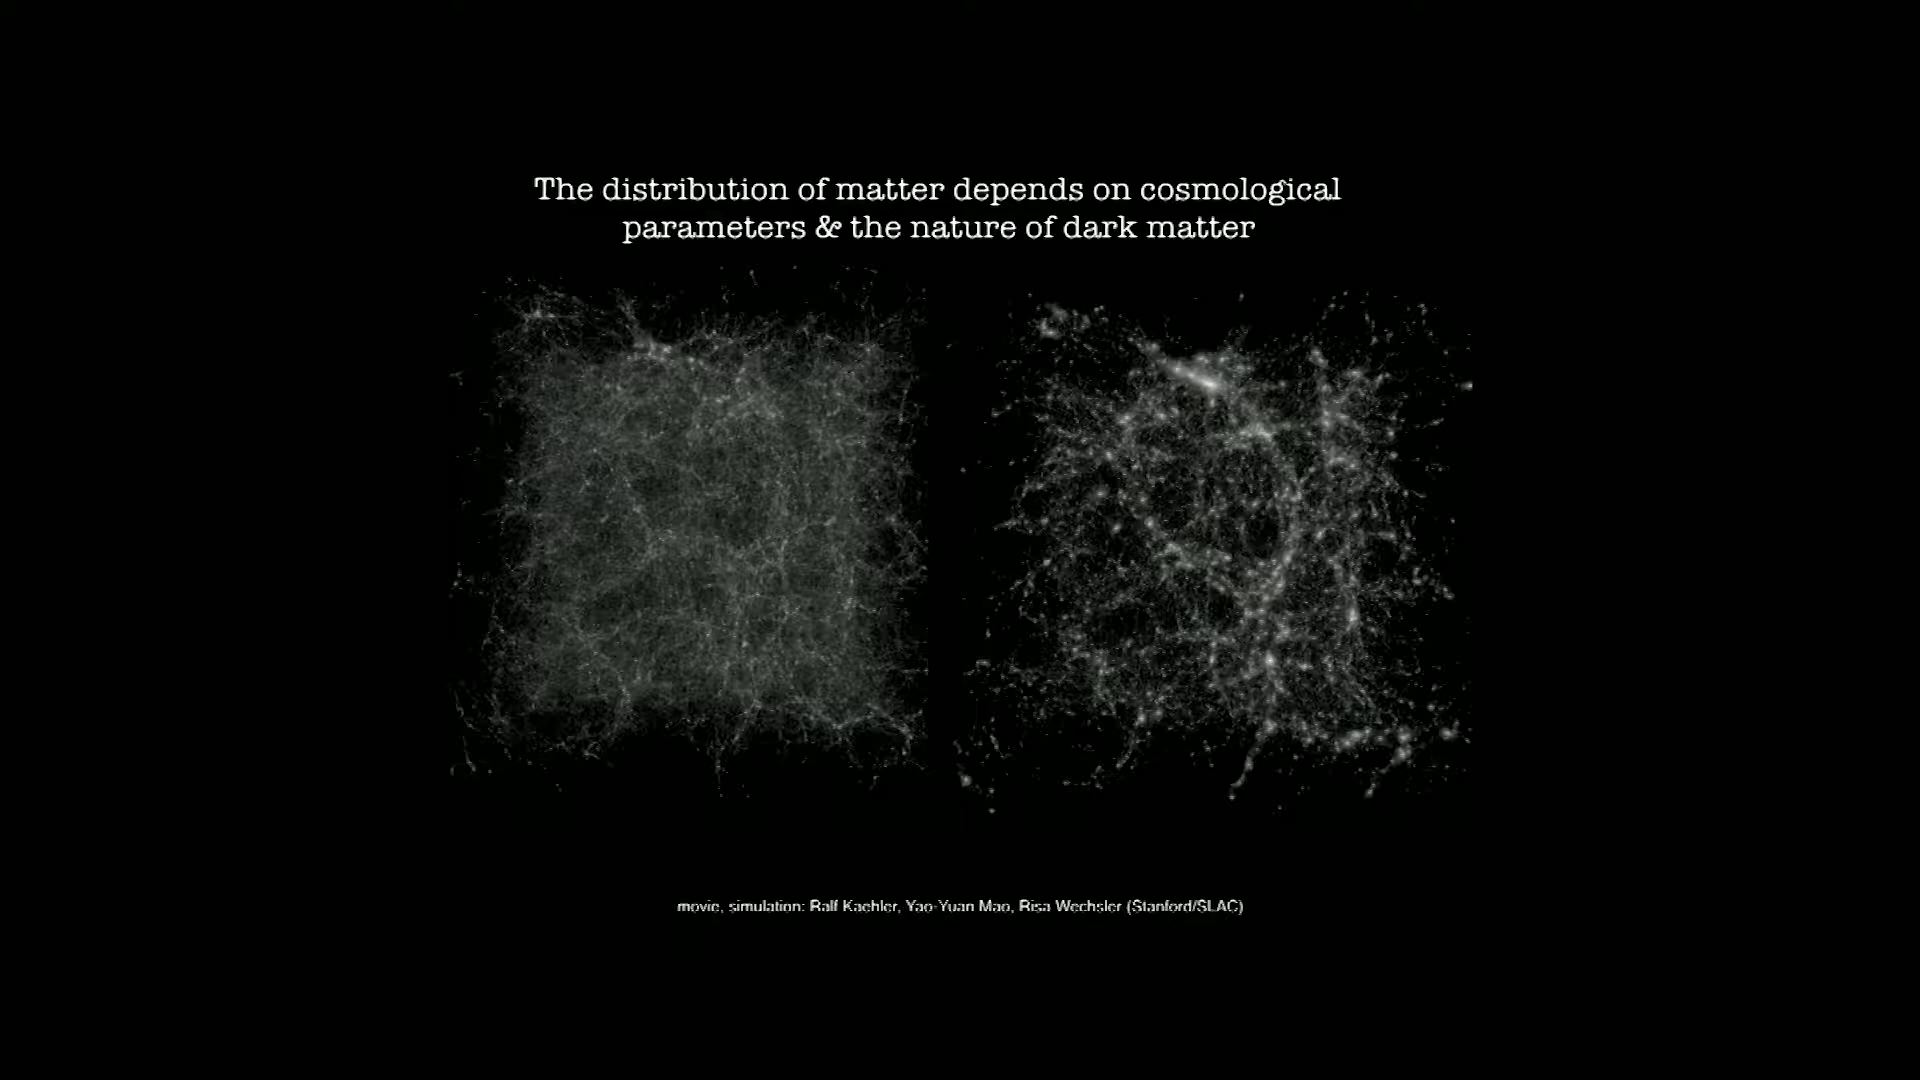 The distribution of matter depends on cosmological
parameters & the nature of dark matter
movie, simulation: Ralf Kaehler, Yao-Yuan Mao, Risa Wechsler (Stanford/SLAC)